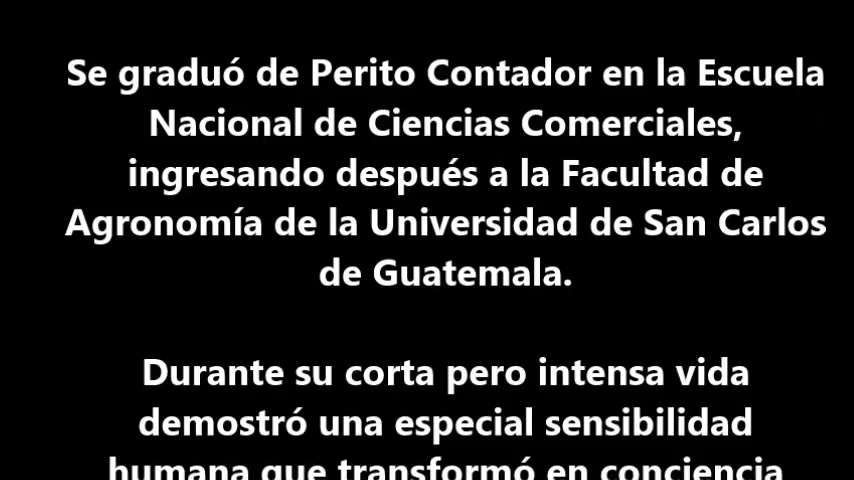 Se graduó de Perito Contador en la Escuela
Nacional de Ciencias Comerciales,
ingresando después a la Facultad de
Agronomía de la Universidad de San Carlos
de Guatemala.
Durante su corta pero intensa vida
demostró una especial sensibilidad
humana que transformó en conciencia